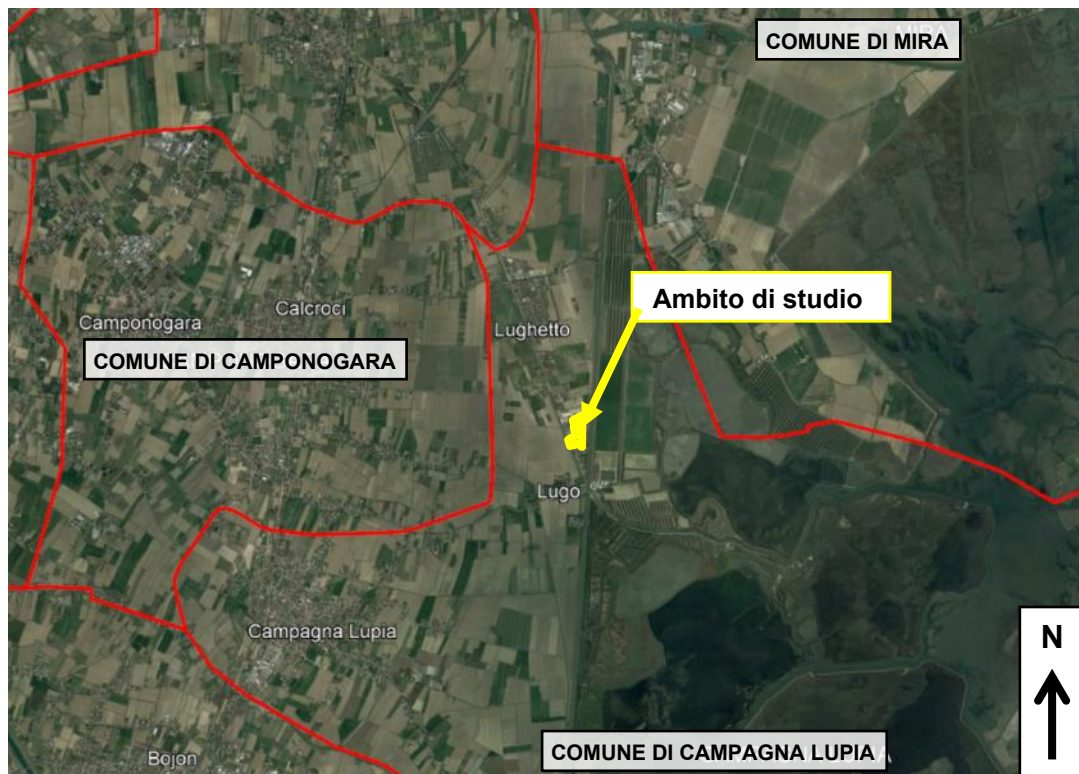 COMUNE DI MIRA
Ambito di studio
Calcroci
Camponogara
Lughetto
COMUNE DI CAMPONOGARA
Lugo
Campagna Lupia
N
COMUNE DI CAMPAGNA LUPIA
Bojon